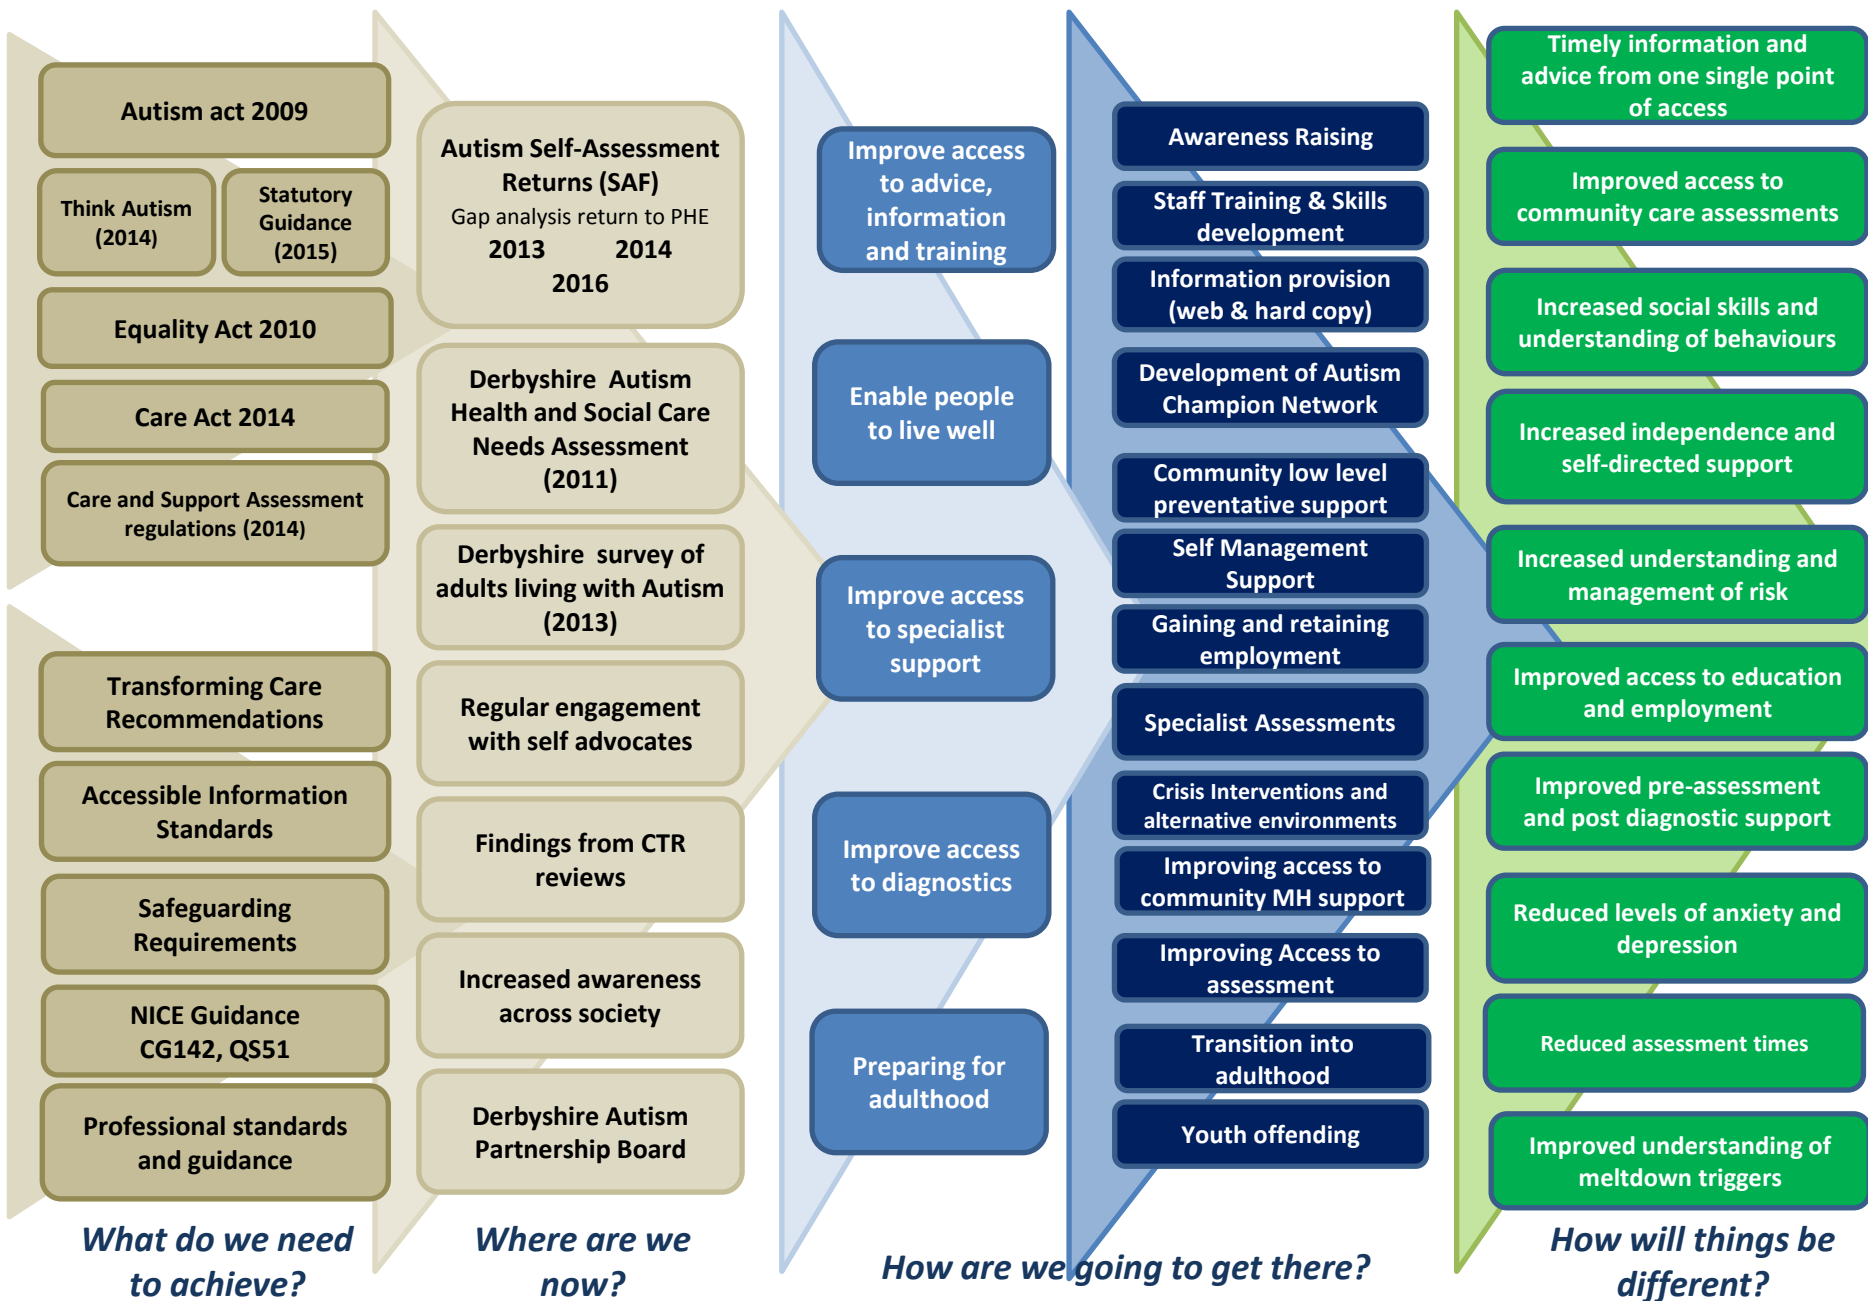 Autism act 2009
Think Autism
(2014)
Statutory
Guidance
(2015)
Equality Act 2010
Care Act 2014
Care and Support Assessment
regulations (2014)
Transforming Care
Recommendations
Accessible Information
Standards
Safeguarding
Requirements
NICE Guidance
CG142, QS51
Professional standards
and guidance
What do we need
to achieve?
Autism Self-Assessment
Returns (SAF)
Gap analysis return to PHE
2013 2014
2016
Derbyshire Autism
Health and Social Care
Needs Assessment
(2011)
Derbyshire survey of
adults living with Autism
(2013)
Regular engagement
with self advocates
Findings from CTR
reviews
Increased awareness
across society
Derbyshire Autism
Partnership Board
Where are we
now?
Improve access
to advice,
information
and training
Enable people
to live well
Improve access
to specialist
support
Improve access
to diagnostics
Preparing for
adulthood
Awareness Raising
Staff Training & Skills
development
Information provision
(web & hard copy)
Development of Autism
Champion Network
Community low level
preventative support
Self Management
Support
Gaining and retaining
employment
Specialist Assessments
Crisis Interventions and
alternative environments
Improving access to
community MH support
Improving Access to
assessment
Transition into
adulthood
Youth offending
How are we going to get there?
Timely information and
advice from one single point
of access
Improved access to
community care assessments
Increased social skills and
understanding of behaviours
Increased independence and
self-directed support
Increased understanding and
management of risk
Improved access to education
and employment
Improved pre-assessment
and post diagnostic support
Reduced levels of anxiety and
depression
Reduced assessment times
Improved understanding of
meltdown triggers
How will things be
different?